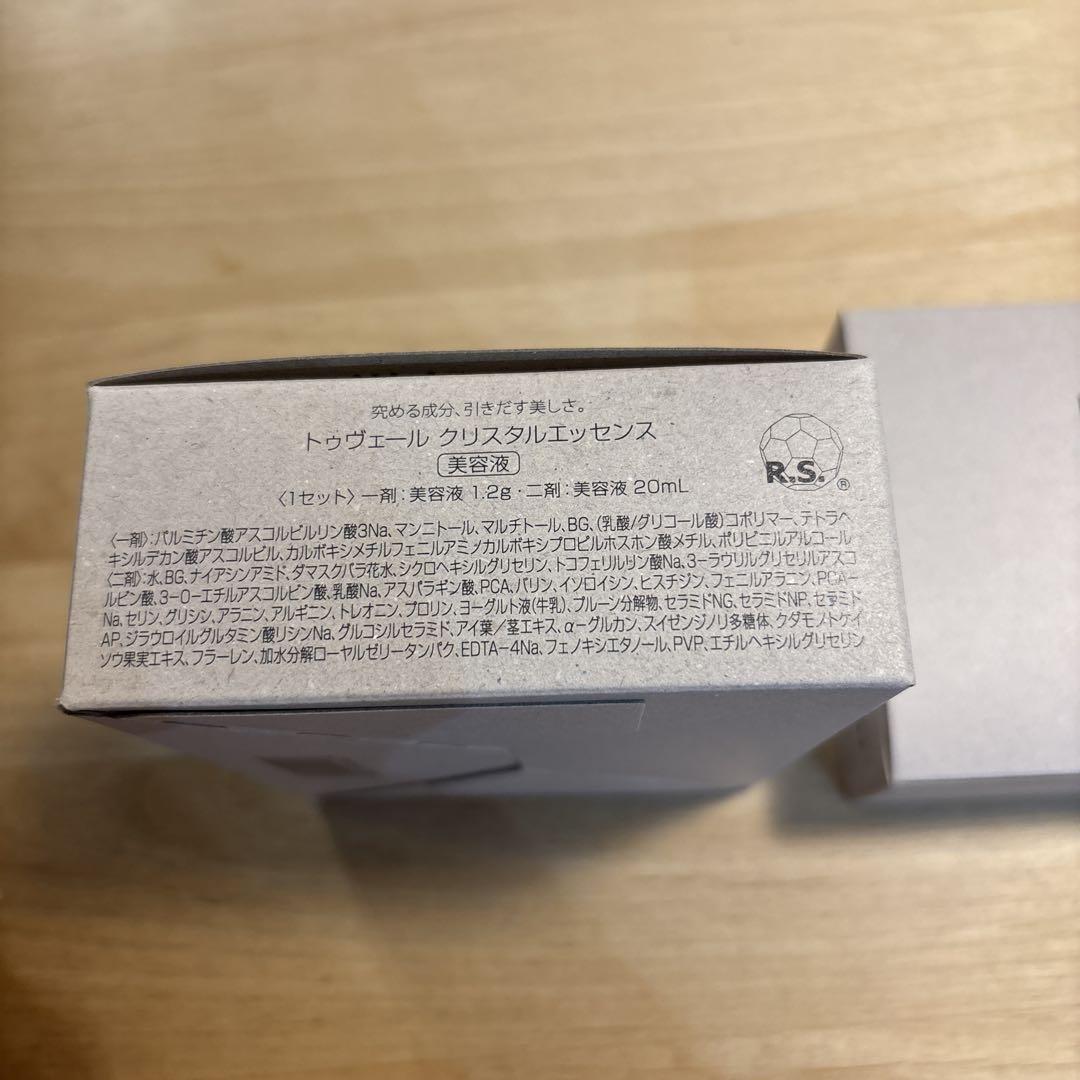 究める成分、引きだす美しさ。
トゥヴェール クリスタルエッセンス
美容液
R.S.®
〈1セット〉一剤:美容液 1.2g・二剤:美容液 20mL
〈一剤〉:パルミチン酸アスコルビルリン酸3Na、マンニトール、マルチトール、BG、(乳酸/グリコール酸)コポリマー、テトラヘ
キシルデカン酸アスコルビル、カルボキシメチルフェニルアミノカルボキシプロピルホスホン酸メチル、ポリビニルアルコール
〈二剤〉:水、BG、ナイアシンアミド、ダマスクバラ花水、シクロヘキシルグリセリン、トコフェリルリン酸Na、3-ラウリルグリセリルアスコ
ルビン酸、3-O-エチルアスコルビン酸、乳酸Na、アスパラギン酸、PCA、バリン、イソロイシン、ヒスチジン、フェニルアラニン、PCA-
Na、セリン、グリシン、アラニン、アルギニン、トレオニン、プロリン、ヨーグルト液(牛乳)、プルーン分解物、セラミドNG、セラミドNP、セラミド
AP、ジラウロイルグルタミン酸リシンNa、グルコシルセラミド、アイ葉/茎エキス、α-グルカン、スイゼンジノリ多糖体、クダモノトケイ
ソウ果実エキス、フラーレン、加水分解ローヤルゼリータンパク、EDTA-4Na、フェノキシエタノール、PVP、エチルヘキシルグリセリン